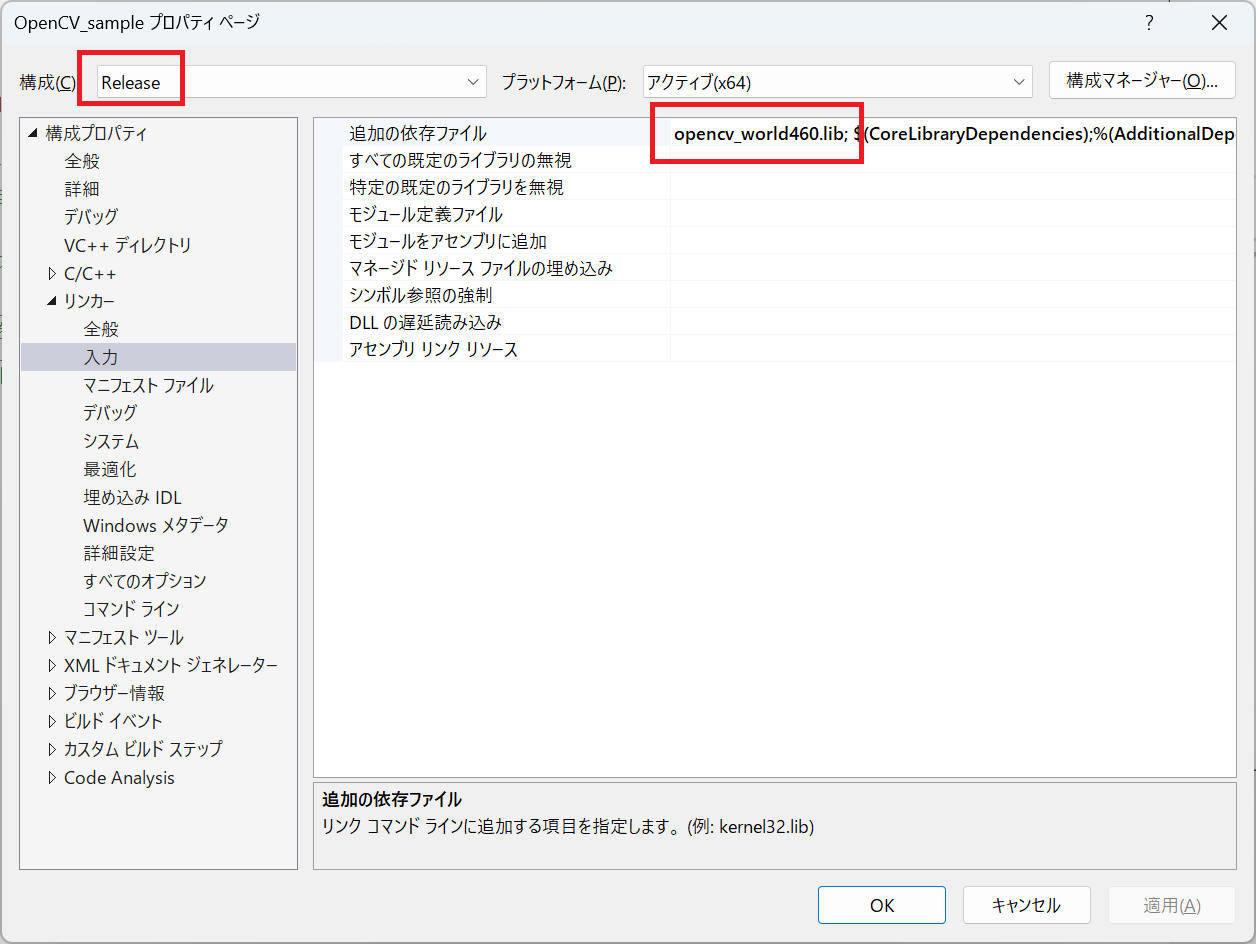 OpenCV_sample プロパティ ページ
?
構成(C)
Release
プラットフォーム(P):
アクティブ(x64)
構成マネージャー(O)...
構成プロパティ
全般
詳細
デバッグ
VC++ ディレクトリ
C/C++
リンカー
全般
入力
マニフェスト ファイル
デバッグ
システム
最適化
埋め込み IDL
Windows メタデータ
詳細設定
すべてのオプション
コマンド ライン
マニフェスト ツール
XML ドキュメント ジェネレーター
ブラウザー情報
ビルド イベント
カスタム ビルド ステップ
Code Analysis
追加の依存ファイル opencv_world460.lib; $(CoreLibraryDependencies);%(AdditionalDep
すべての既定のライブラリの無視
特定の既定のライブラリを無視
モジュール定義ファイル
モジュールをアセンブリに追加
マネージド リソース ファイルの埋め込み
シンボル参照の強制
DLL の遅延読み込み
アセンブリ リンク リソース
追加の依存ファイル
リンク コマンド ラインに追加する項目を指定します。(例: kernel32.lib)
OK
キャンセル
適用(A)